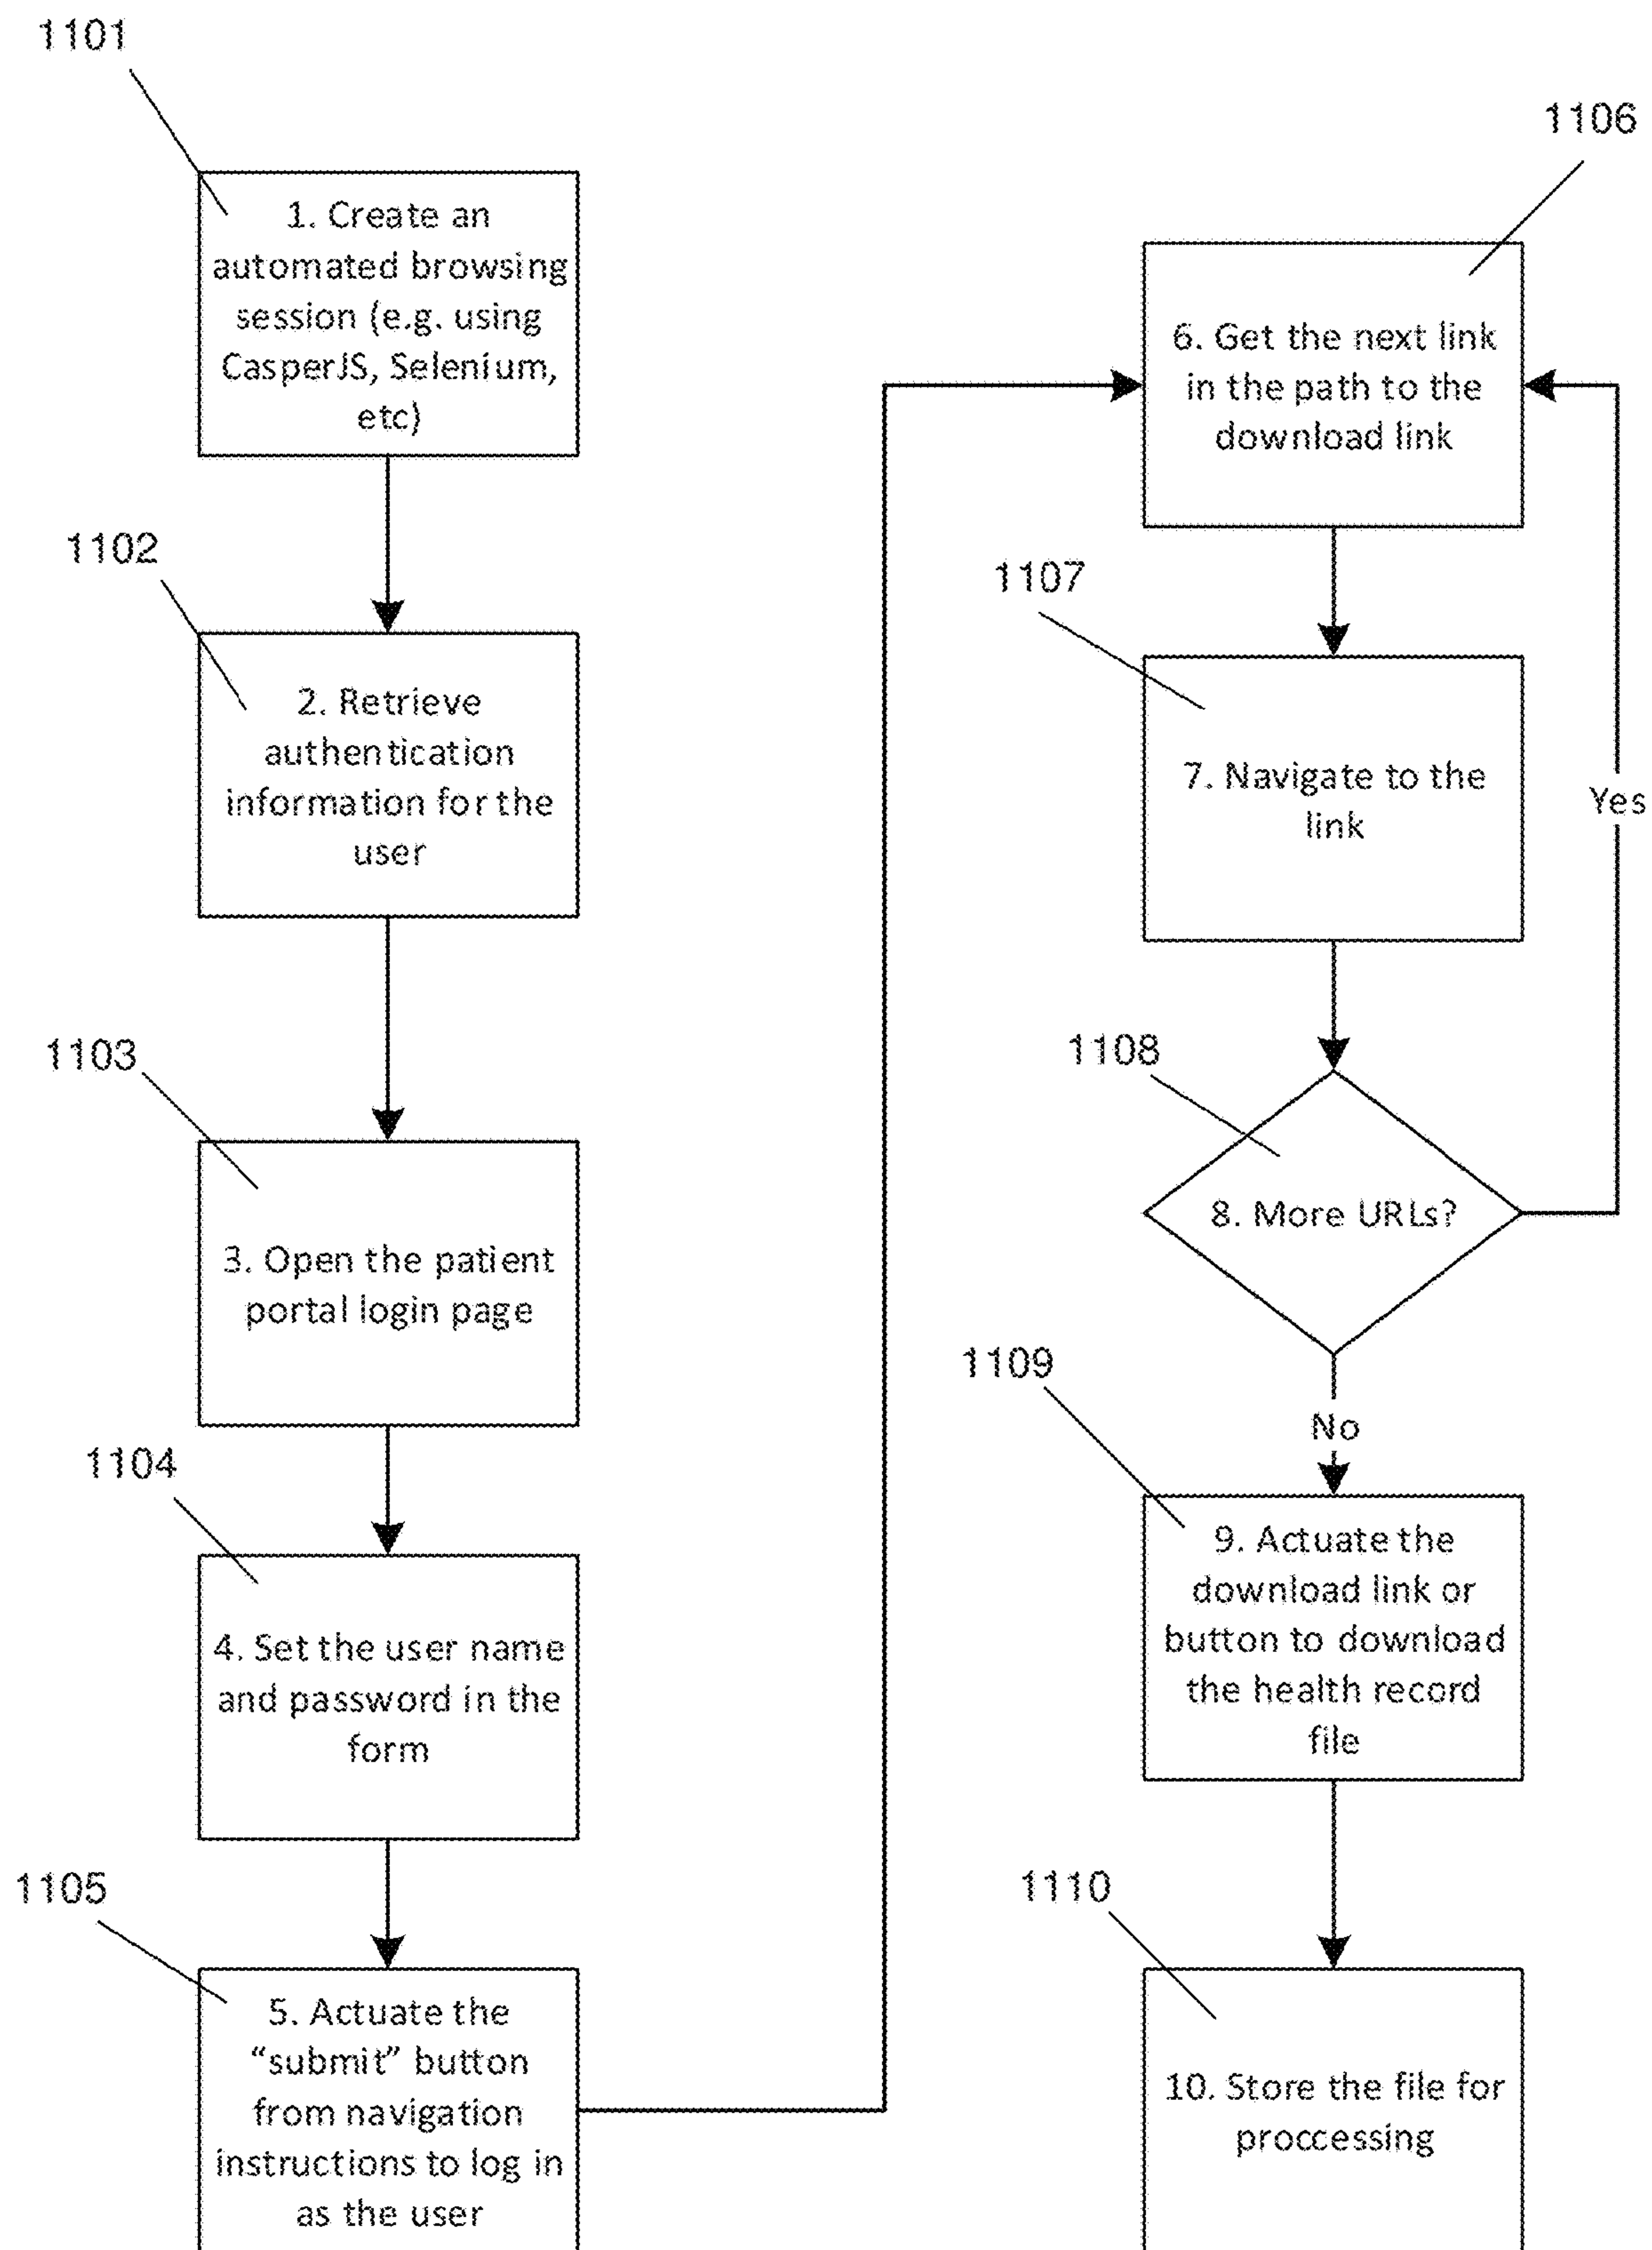 1101
1. Create an
automated browsing
session (e.g. using
CasperJS, Selenium,
etc)
1102
2. Retrieve
authentication
information for the
user
1103
3. Open the patient
portal login page
1104
4. Set the user name
and password in the
form
1105
5. Actuate the
“submit” button
from navigation
instructions to log in
as the user
1106
6. Get the next link
in the path to the
download link
1107
7. Navigate to the
link
1108
8. More URLs?
Yes
No
1109
9. Actuate the
download link or
button to download
the health record
file
1110
10. Store the file for
proccessing